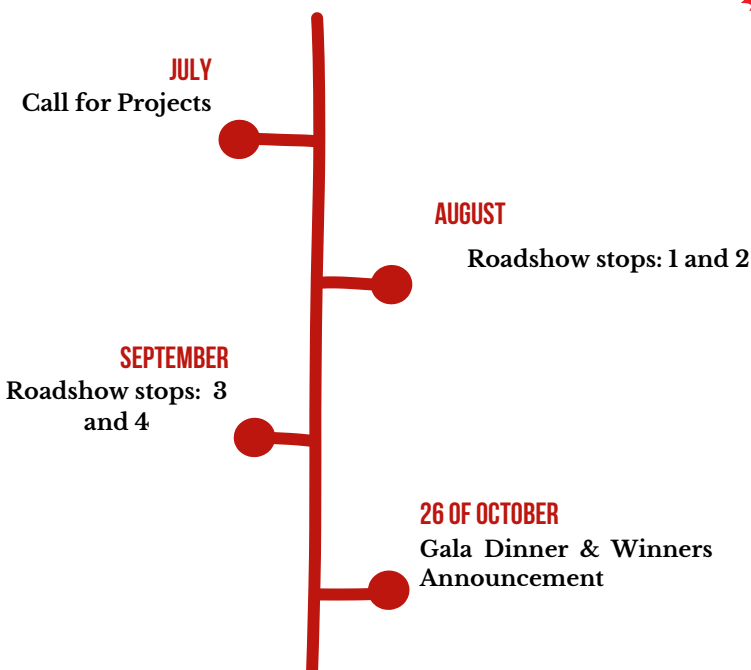 JULY
Call for Projects
AUGUST
Roadshow stops: 1 and 2
SEPTEMBER
Roadshow stops: 3
and 4
26 OF OCTOBER
Gala Dinner & Winners
Announcement